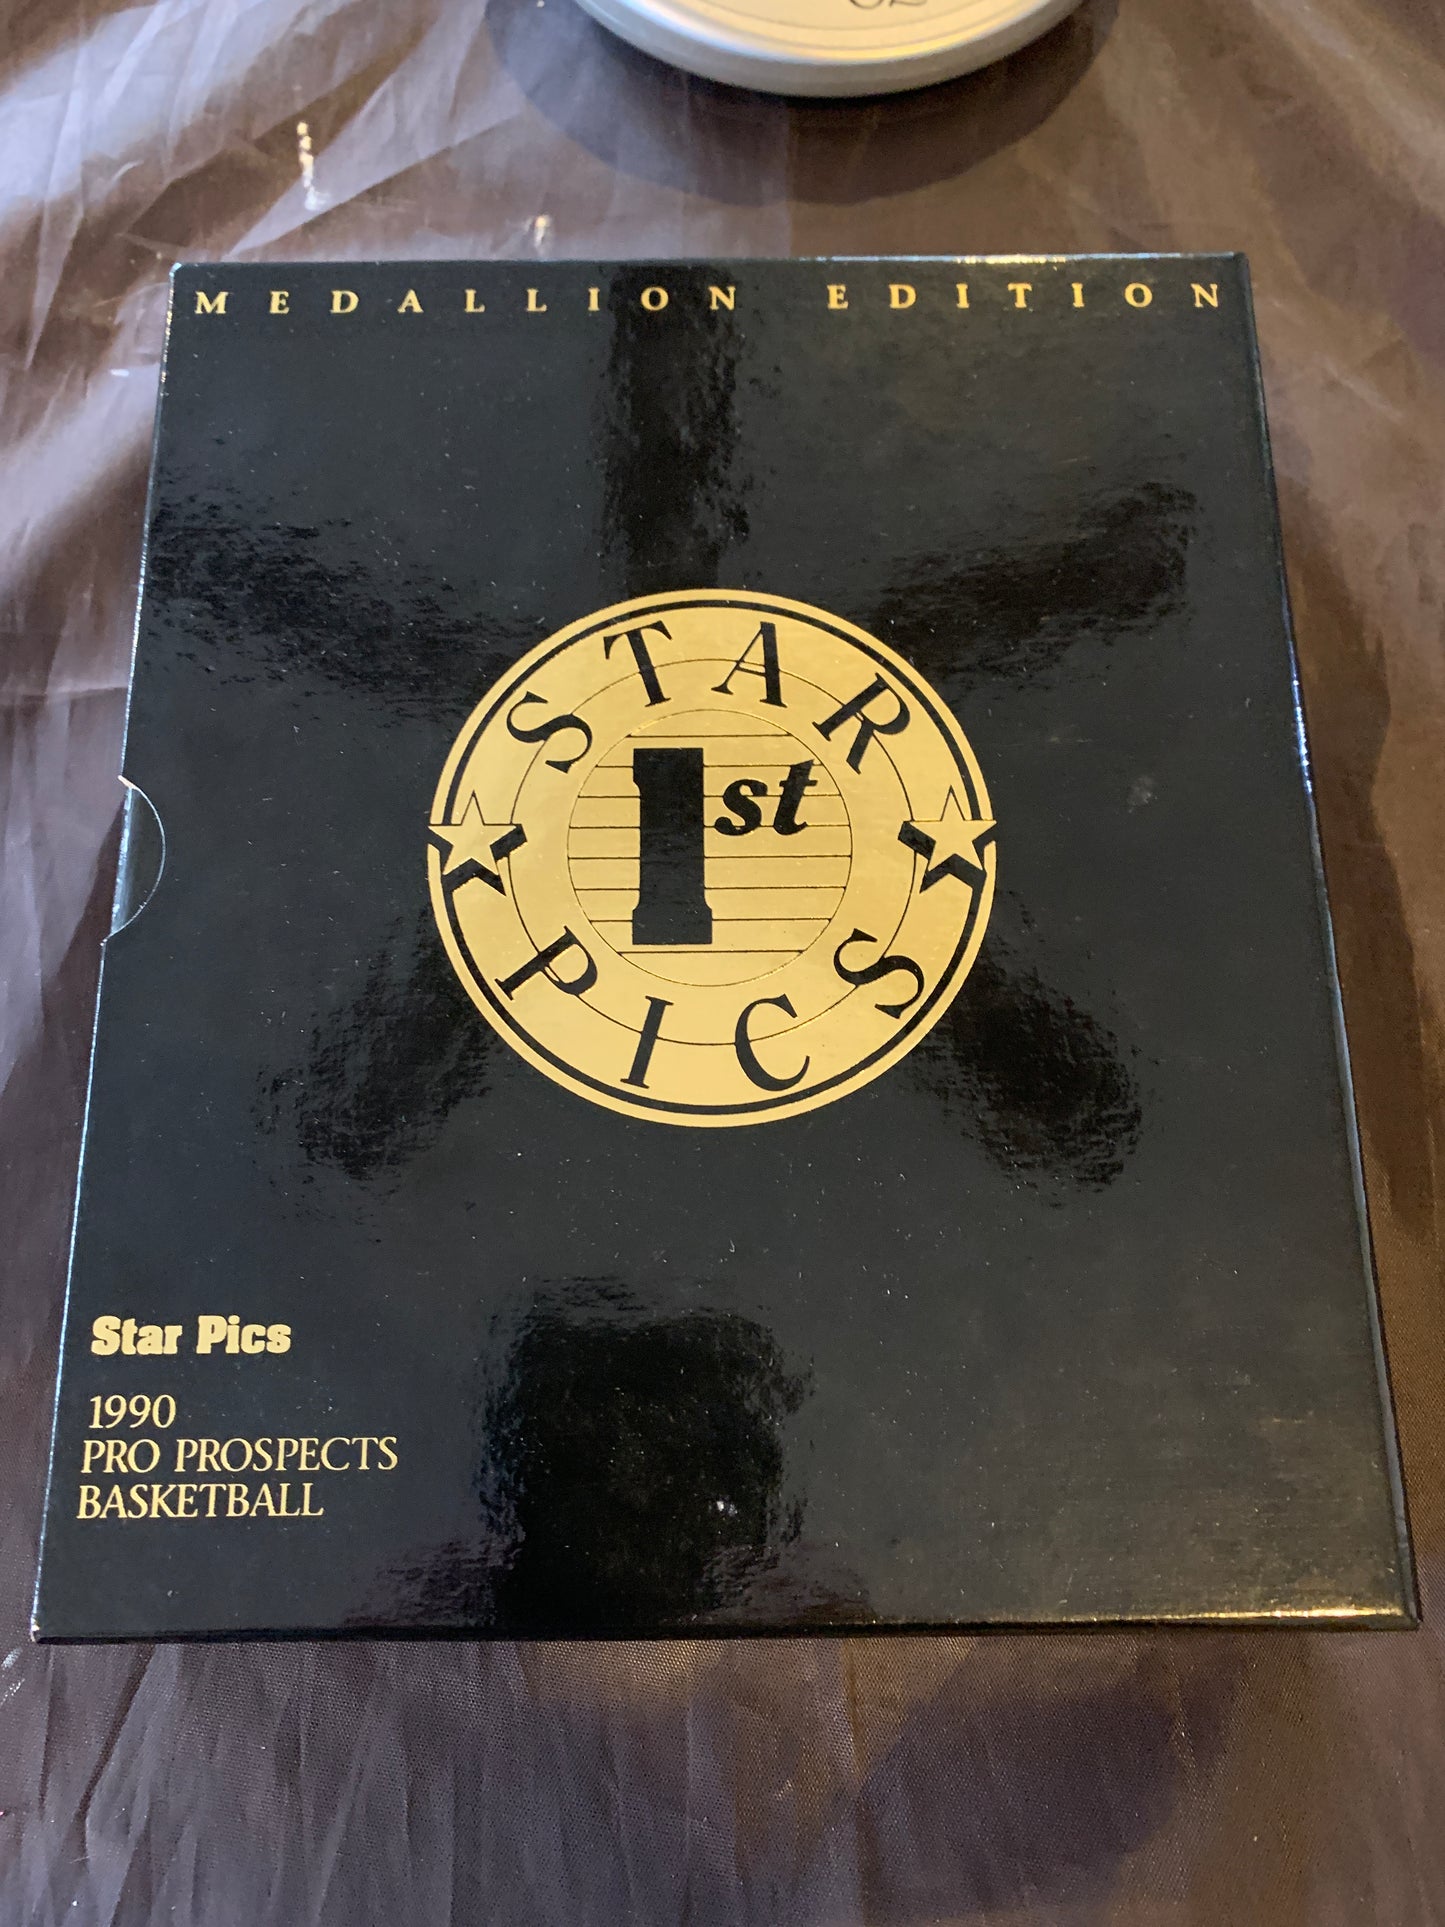 MEDALLION EDITION
STAR
1st
PICS
Star Pics
1990
PRO PROSPECTS
BASKETBALL